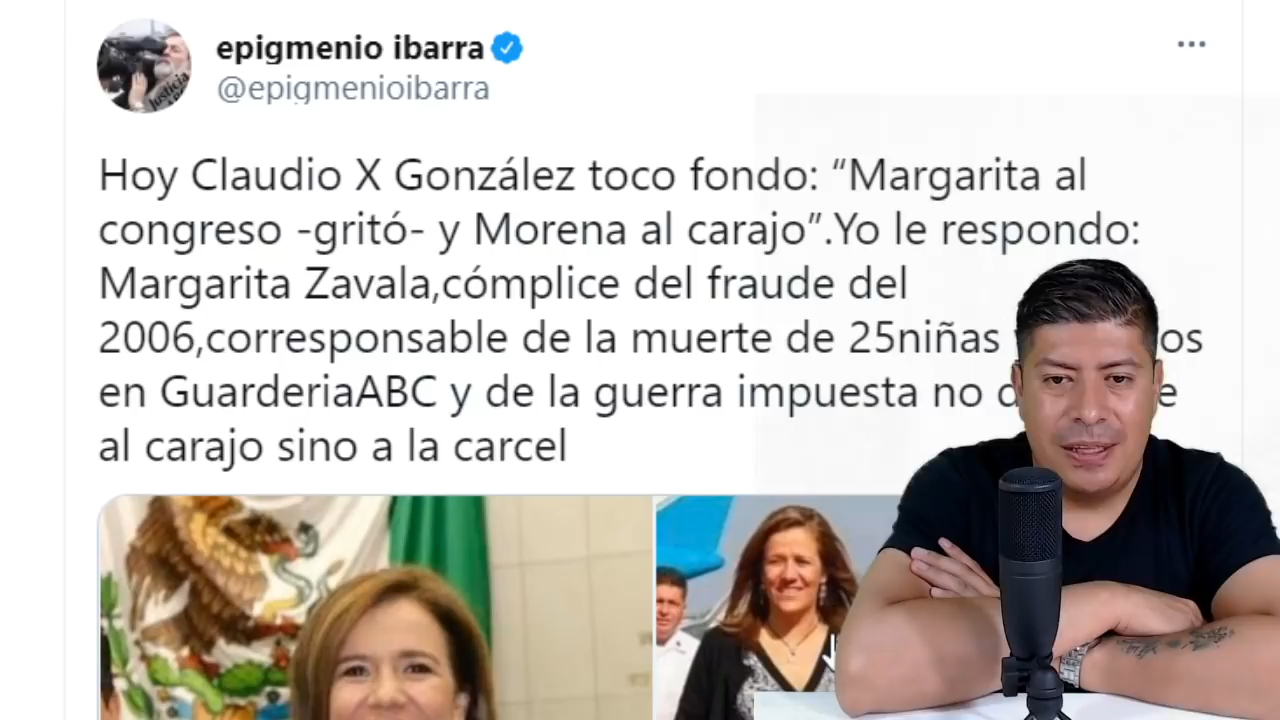 epigmenio ibarra
@epigmenioibarra
Hoy Claudio X González toco fondo: “Margarita al
congreso -gritó- y Morena al carajo”.Yo le respondo:
Margarita Zavala,cómplice del fraude del
2006,corresponsable de la muerte de 25niñas
en GuarderiaABC y de la guerra impuesta no
al carajo sino a la carcel